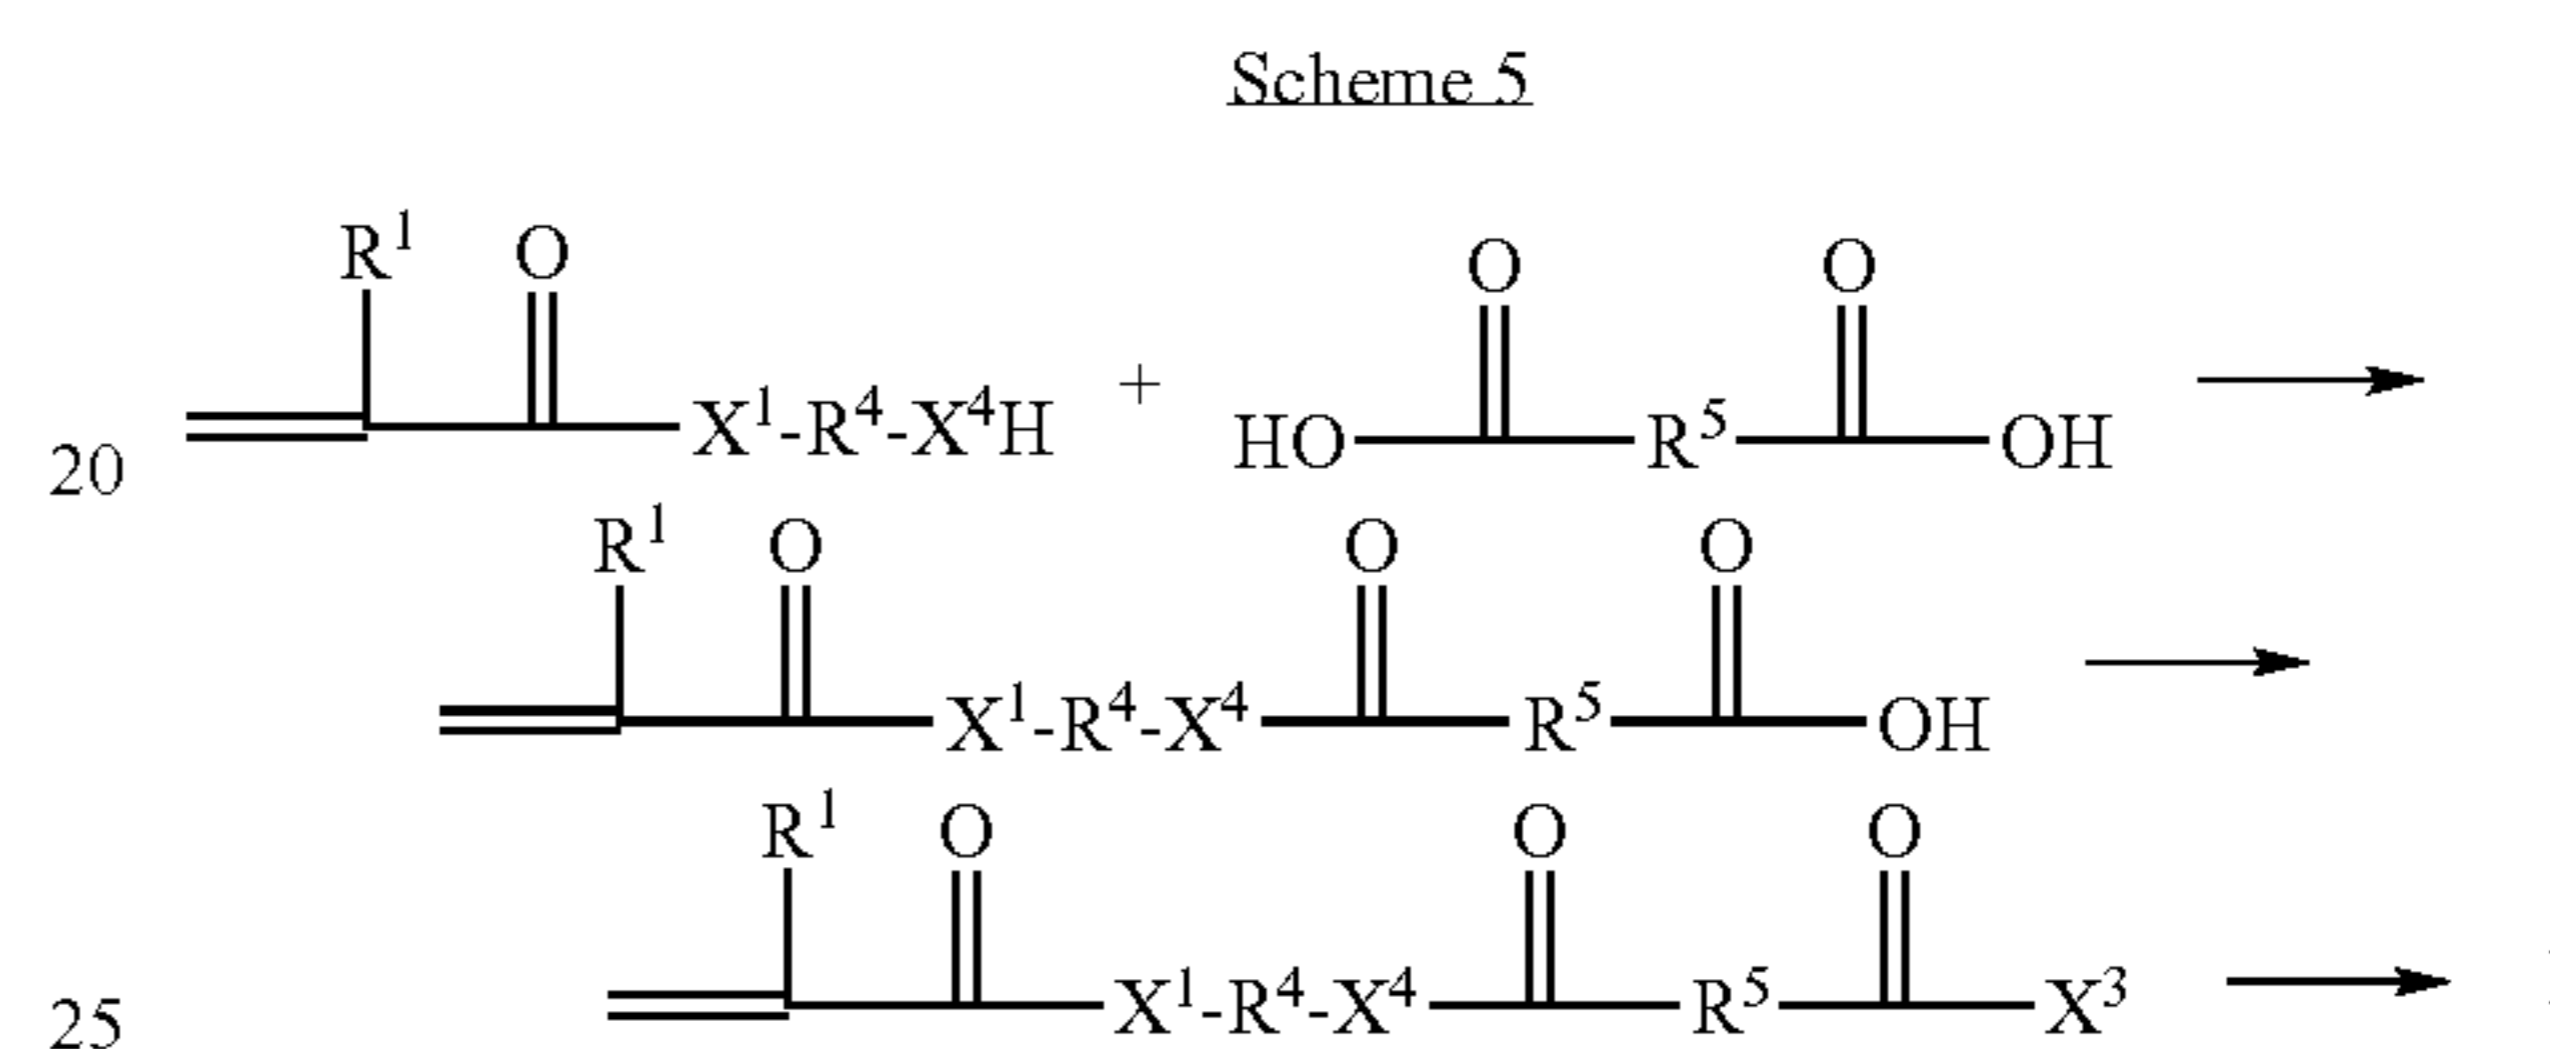 Scheme 5
R¹ O O O
X¹-R⁴-X⁴H + HO R⁵ OH
20
R¹ O O O
X¹-R⁴-X⁴ R⁵ OH
R¹ O O O
X¹-R⁴-X⁴ R⁵ X³
25